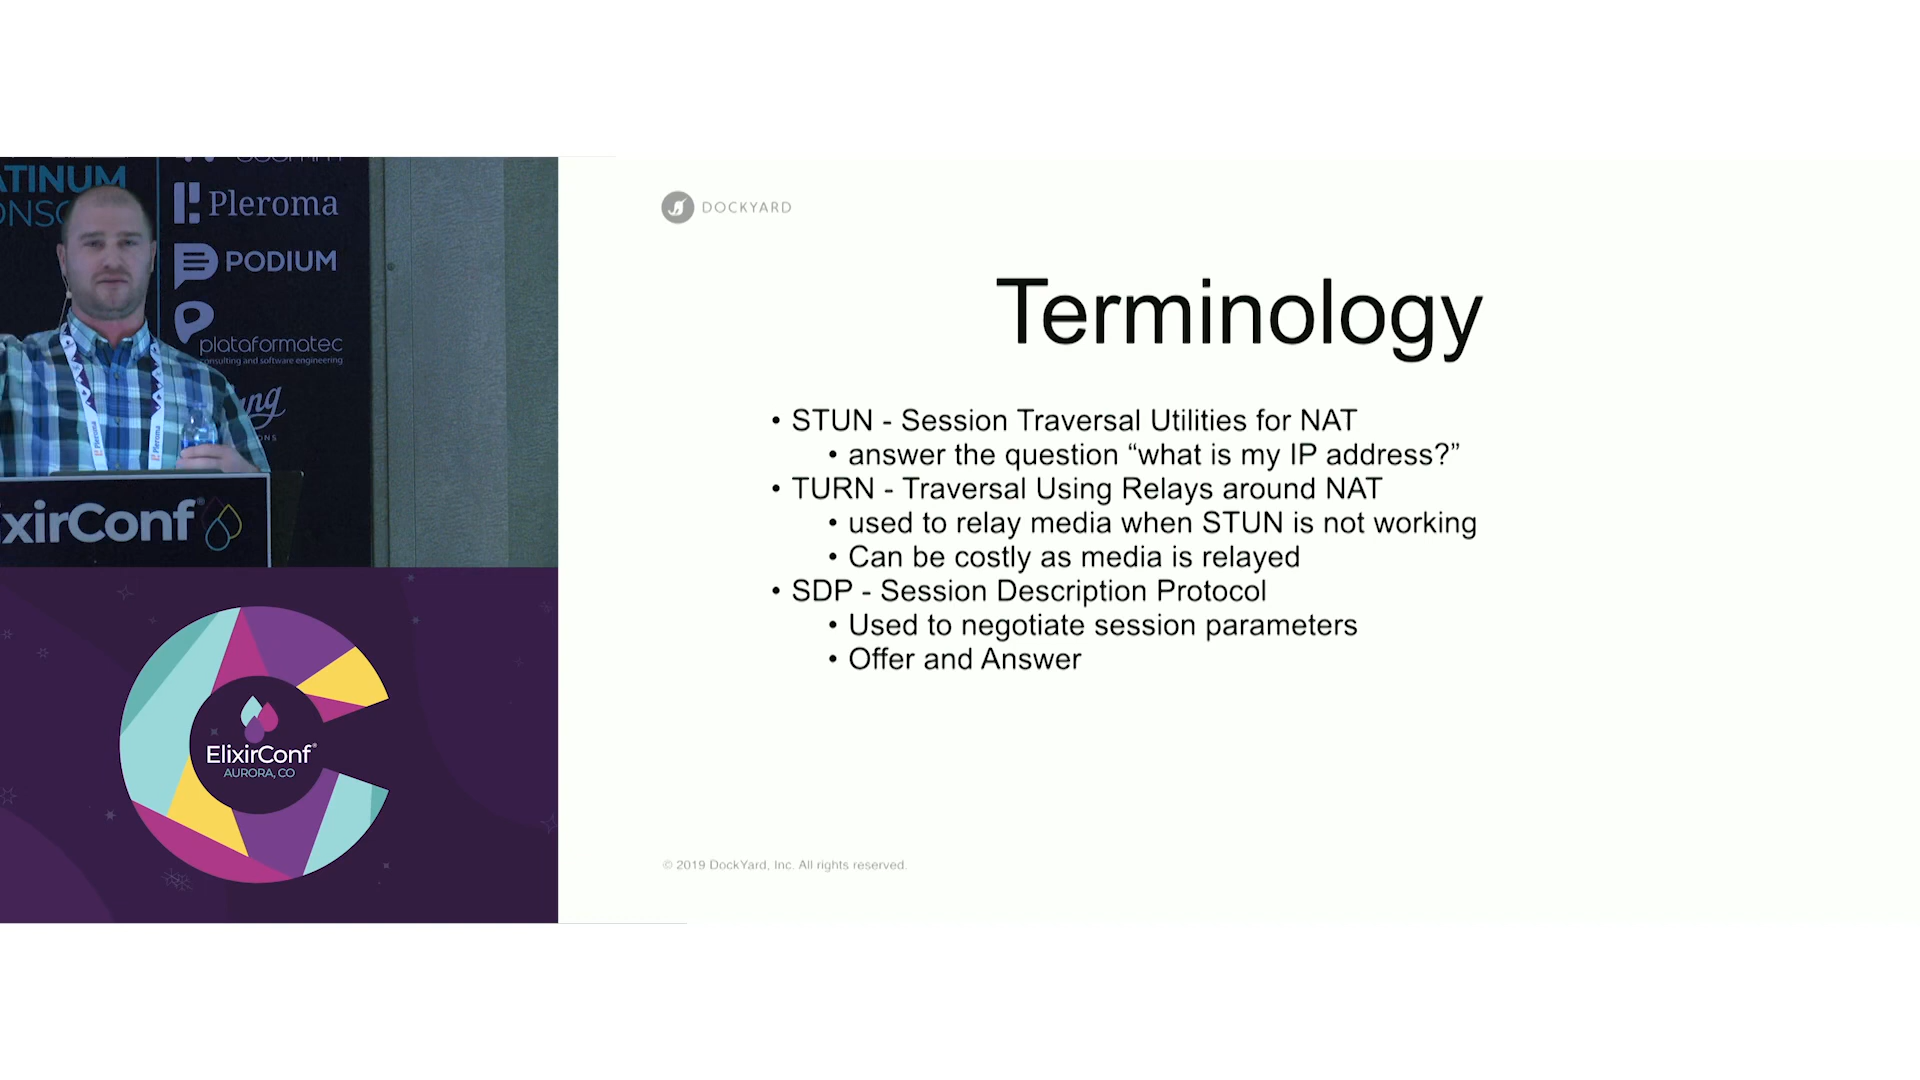 Pleroma
PODIUM
plataformatec
consulting and software engineering
ElixirConf
AURORA, CO
DOCKYARD
Terminology
• STUN - Session Traversal Utilities for NAT
• answer the question “what is my IP address?”
• TURN - Traversal Using Relays around NAT
• used to relay media when STUN is not working
• Can be costly as media is relayed
• SDP - Session Description Protocol
• Used to negotiate session parameters
• Offer and Answer
© 2019 DockYard, Inc. All rights reserved.